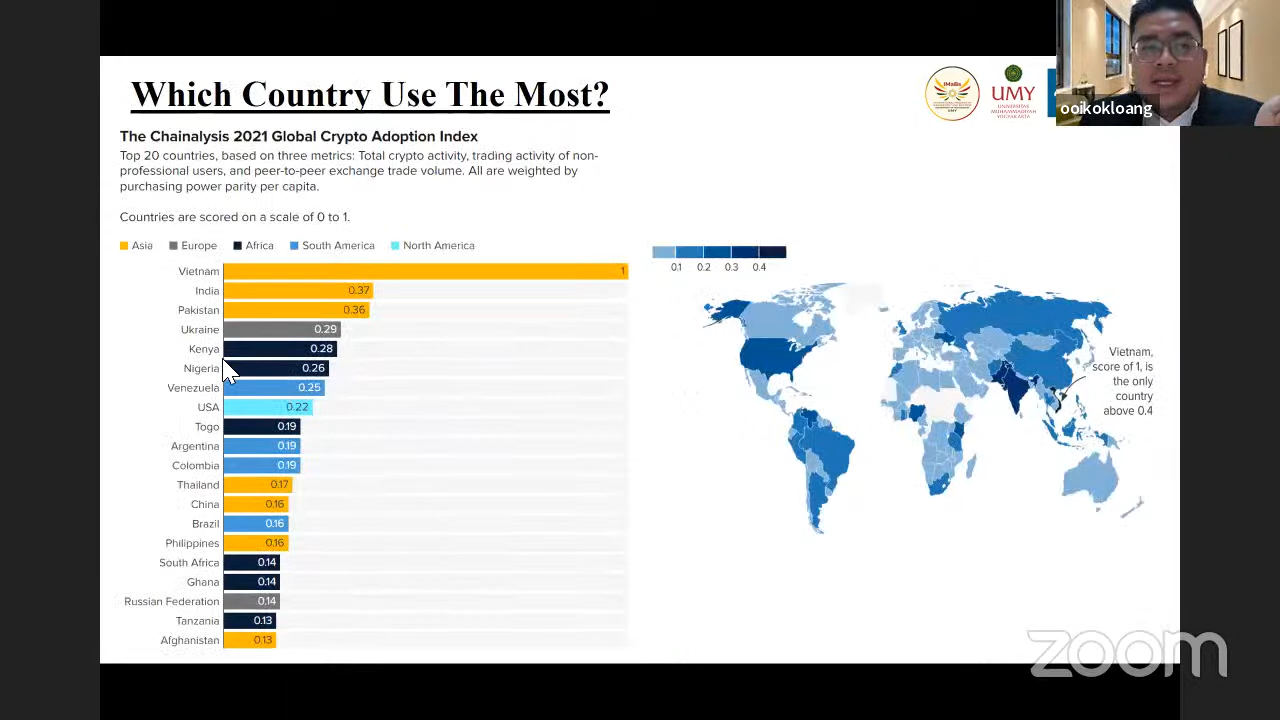 Which Country Use The Most?
The Chainalysis 2021 Global Crypto Adoption Index
Top 20 countries, based on three metrics: Total crypto activity, trading activity of non-
professional users, and peer-to-peer exchange trade volume. All are weighted by
purchasing power parity per capita.
Countries are scored on a scale of 0 to 1.
Asia Europe Africa South America North America
Vietnam 1
India 0.37
Pakistan 0.36
Ukraine 0.29
Kenya 0.28
Nigeria 0.26
Venezuela 0.25
USA 0.22
Togo 0.19
Argentina 0.19
Colombia 0.19
Thailand 0.17
China 0.16
Brazil 0.16
Philippines 0.16
South Africa 0.14
Ghana 0.14
Russian Federation 0.14
Tanzania 0.13
Afghanistan 0.13
0.1 0.2 0.3 0.4
Vietnam,
score of 1, is
the only
country
above 0.4
UMY
UNIVERSITAS
MUHAMMADIYAH
YOGYAKARTA
ooikokloang
zoom